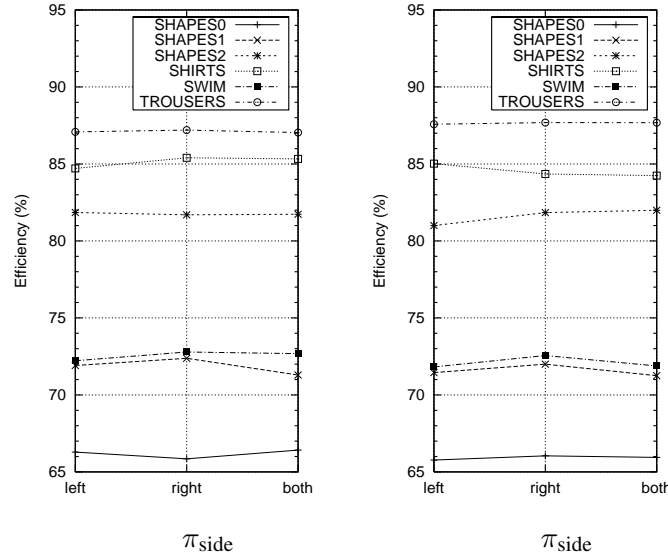 95
90
85
80
75
70
65
Efficiency (%)
SHAPES0
SHAPES1
SHAPES2
SHIRTS
SWIM
TROUSERS
left right both
π_side
95
90
85
80
75
70
65
Efficiency (%)
SHAPES0
SHAPES1
SHAPES2
SHIRTS
SWIM
TROUSERS
left right both
π_side